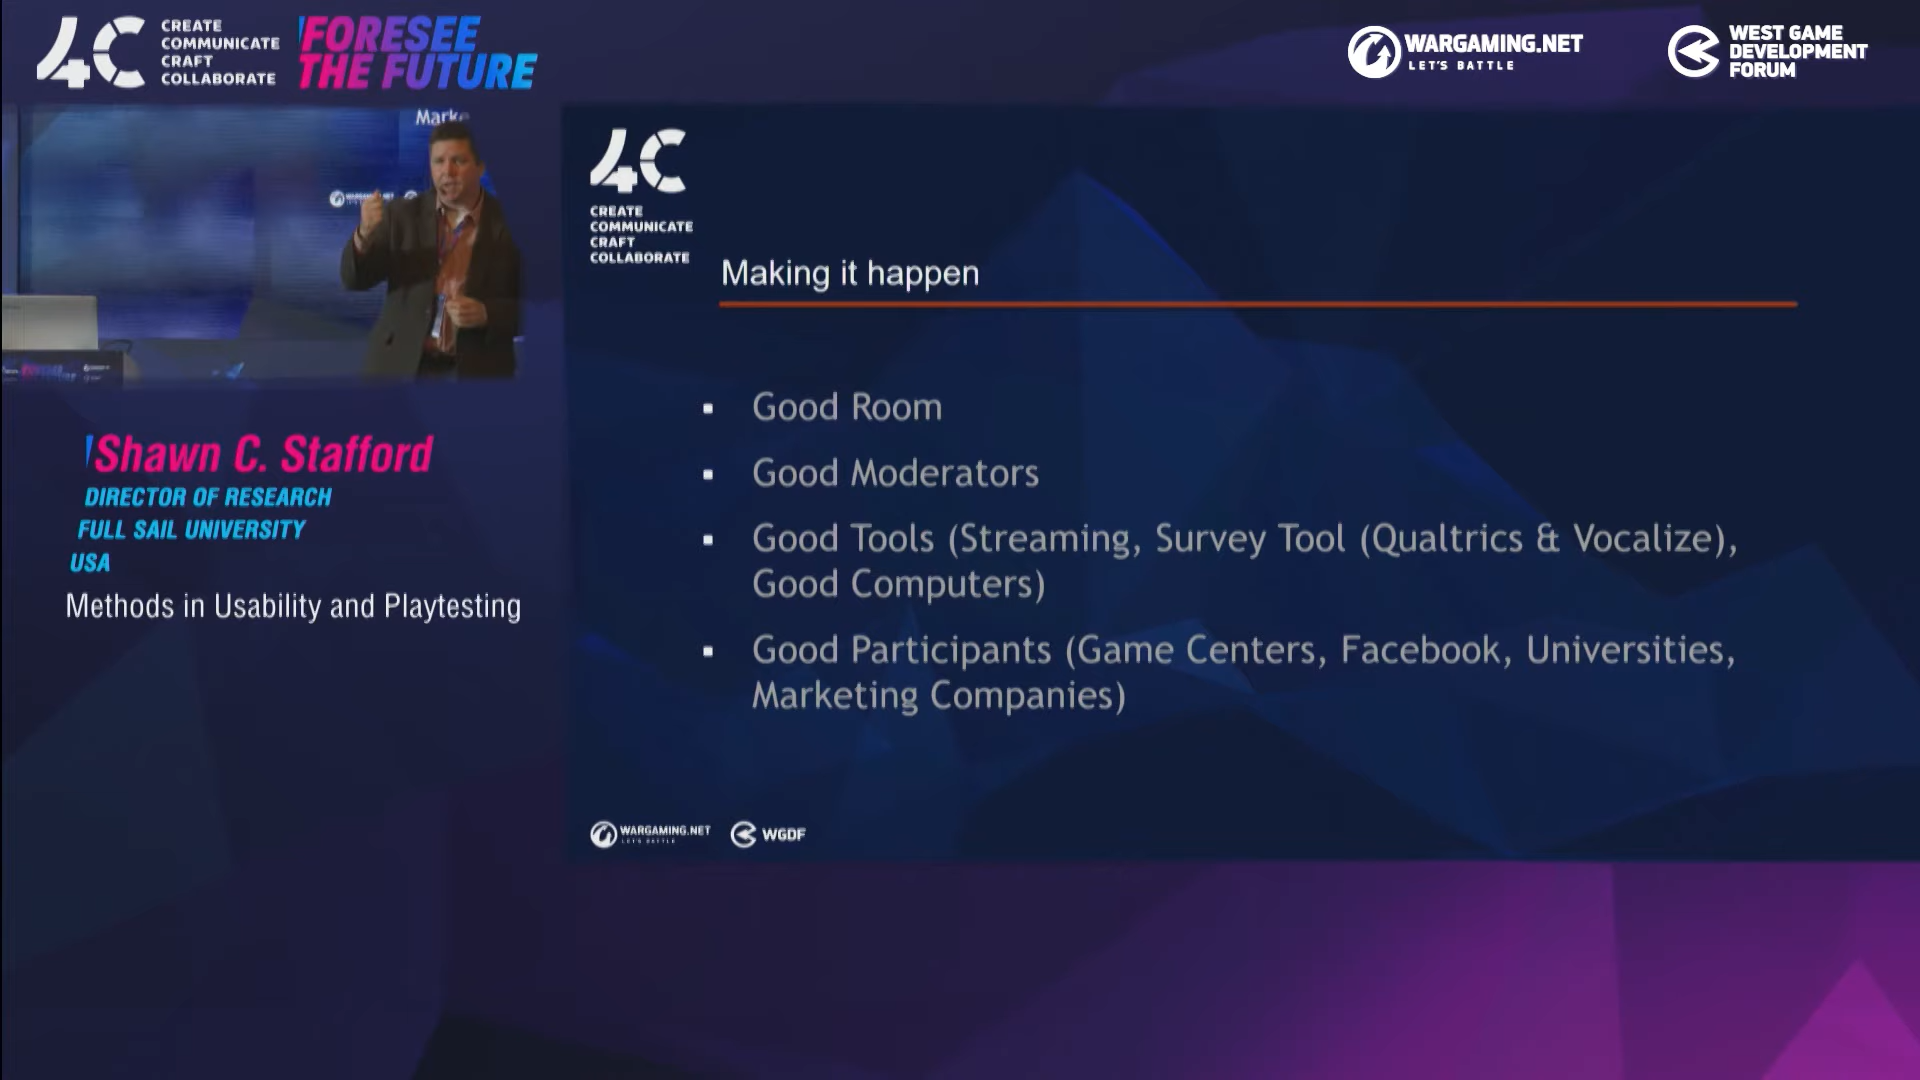 4C
CREATE
COMMUNICATE
CRAFT
COLLABORATE
FORESEE
THE FUTURE
WARGAMING.NET
LET'S BATTLE
WEST GAME
DEVELOPMENT
FORUM
Shawn C. Stafford
DIRECTOR OF RESEARCH
FULL SAIL UNIVERSITY
USA
Methods in Usability and Playtesting
4C
CREATE
COMMUNICATE
CRAFT
COLLABORATE
Making it happen
▪ Good Room
▪ Good Moderators
▪ Good Tools (Streaming, Survey Tool (Qualtrics & Vocalize),
Good Computers)
▪ Good Participants (Game Centers, Facebook, Universities,
Marketing Companies)
WARGAMING.NET
LET'S BATTLE
WGDF